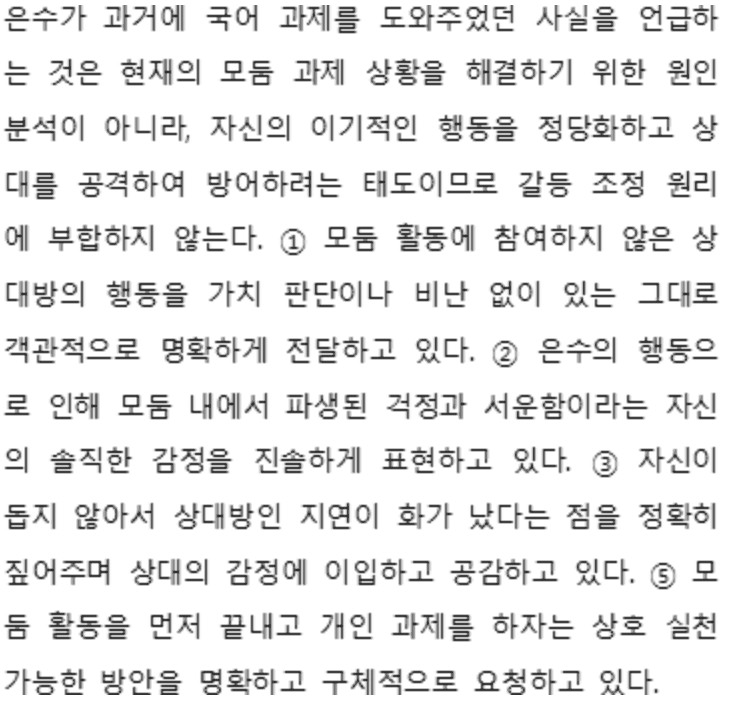 은수가 과거에 국어 과제를 도와주었던 사실을 언급하
는 것은 현재의 모둠 과제 상황을 해결하기 위한 원인
분석이 아니라, 자신의 이기적인 행동을 정당화하고 상
대를 공격하여 방어하려는 태도이므로 갈등 조정 원리
에 부합하지 않는다. ① 모둠 활동에 참여하지 않은 상
대방의 행동을 가치 판단이나 비난 없이 있는 그대로
객관적으로 명확하게 전달하고 있다. ② 은수의 행동으
로 인해 모둠 내에서 파생된 걱정과 서운함이라는 자신
의 솔직한 감정을 진솔하게 표현하고 있다. ③ 자신이
돕지 않아서 상대방인 지연이 화가 났다는 점을 정확히
짚어주며 상대의 감정에 이입하고 공감하고 있다. ⑤ 모
둠 활동을 먼저 끝내고 개인 과제를 하자는 상호 실천
가능한 방안을 명확하고 구체적으로 요청하고 있다.